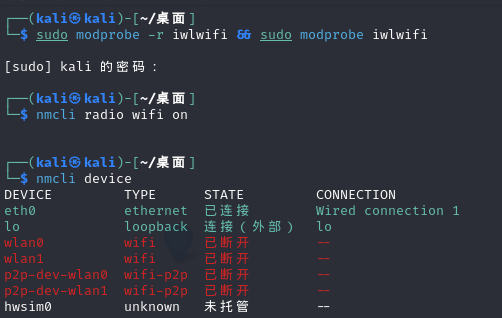 ┌──(kali㉿kali)-[~/桌面]
└─$ sudo modprobe -r iwlwifi && sudo modprobe iwlwifi
[sudo] kali 的密码：
┌──(kali㉿kali)-[~/桌面]
└─$ nmcli radio wifi on
┌──(kali㉿kali)-[~/桌面]
└─$ nmcli device
DEVICE TYPE STATE CONNECTION
eth0 ethernet 已连接 Wired connection 1
lo loopback 连接（外部） lo
wlan0 wifi 已断开 --
wlan1 wifi 已断开 --
p2p-dev-wlan0 wifi-p2p 已断开 --
p2p-dev-wlan1 wifi-p2p 已断开 --
hwsim0 unknown 未托管 --